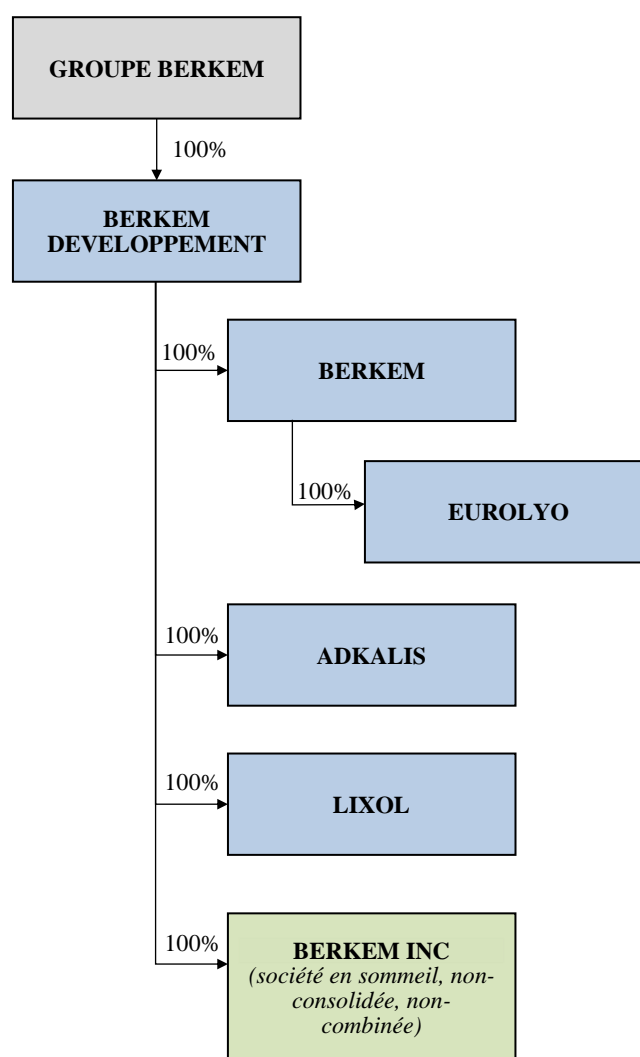 GROUPE BERKEM
100%
BERKEM
DEVELOPPEMENT
100%
BERKEM
100%
EUROLYO
100%
ADKALIS
100%
LIXOL
100%
BERKEM INC
(société en sommeil, non-
consolidée, non-
combinée)